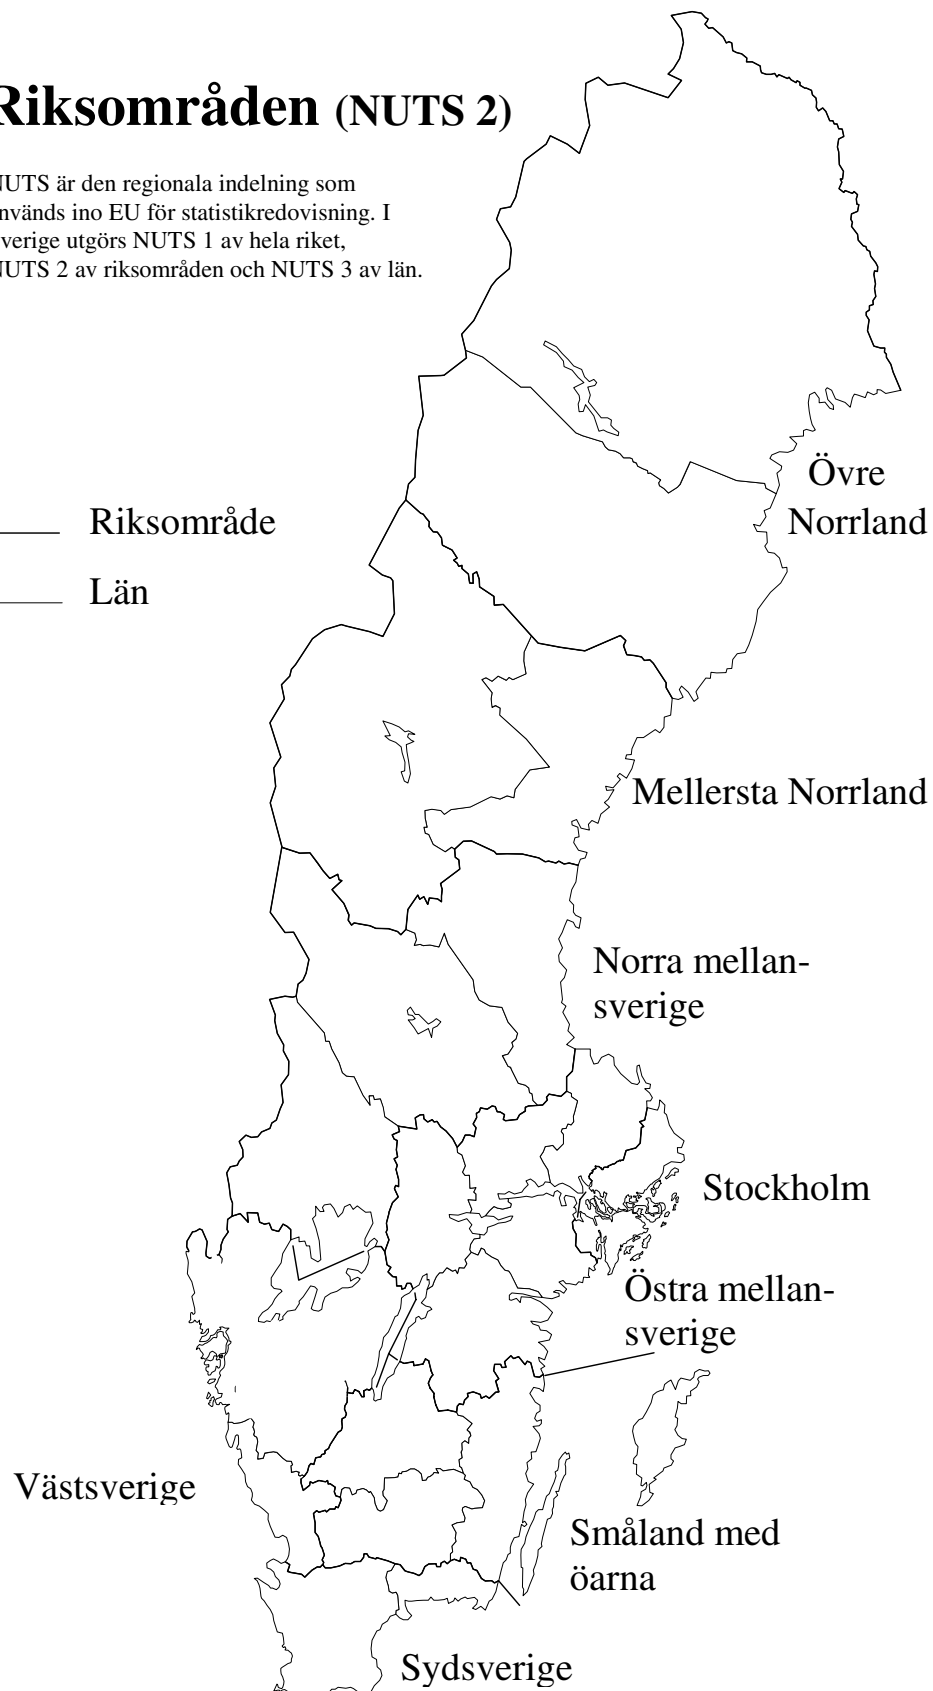 Riksområden (NUTS 2)
NUTS är den regionala indelning som
nvänds ino EU för statistikredovisning. I
verige utgörs NUTS 1 av hela riket,
NUTS 2 av riksområden och NUTS 3 av län.
Övre
Norrland
Riksområde
Län
Mellersta Norrland
Norra mellan-
sverige
Stockholm
Östra mellan-
sverige
Västsverige
Småland med
öarna
Sydsverige